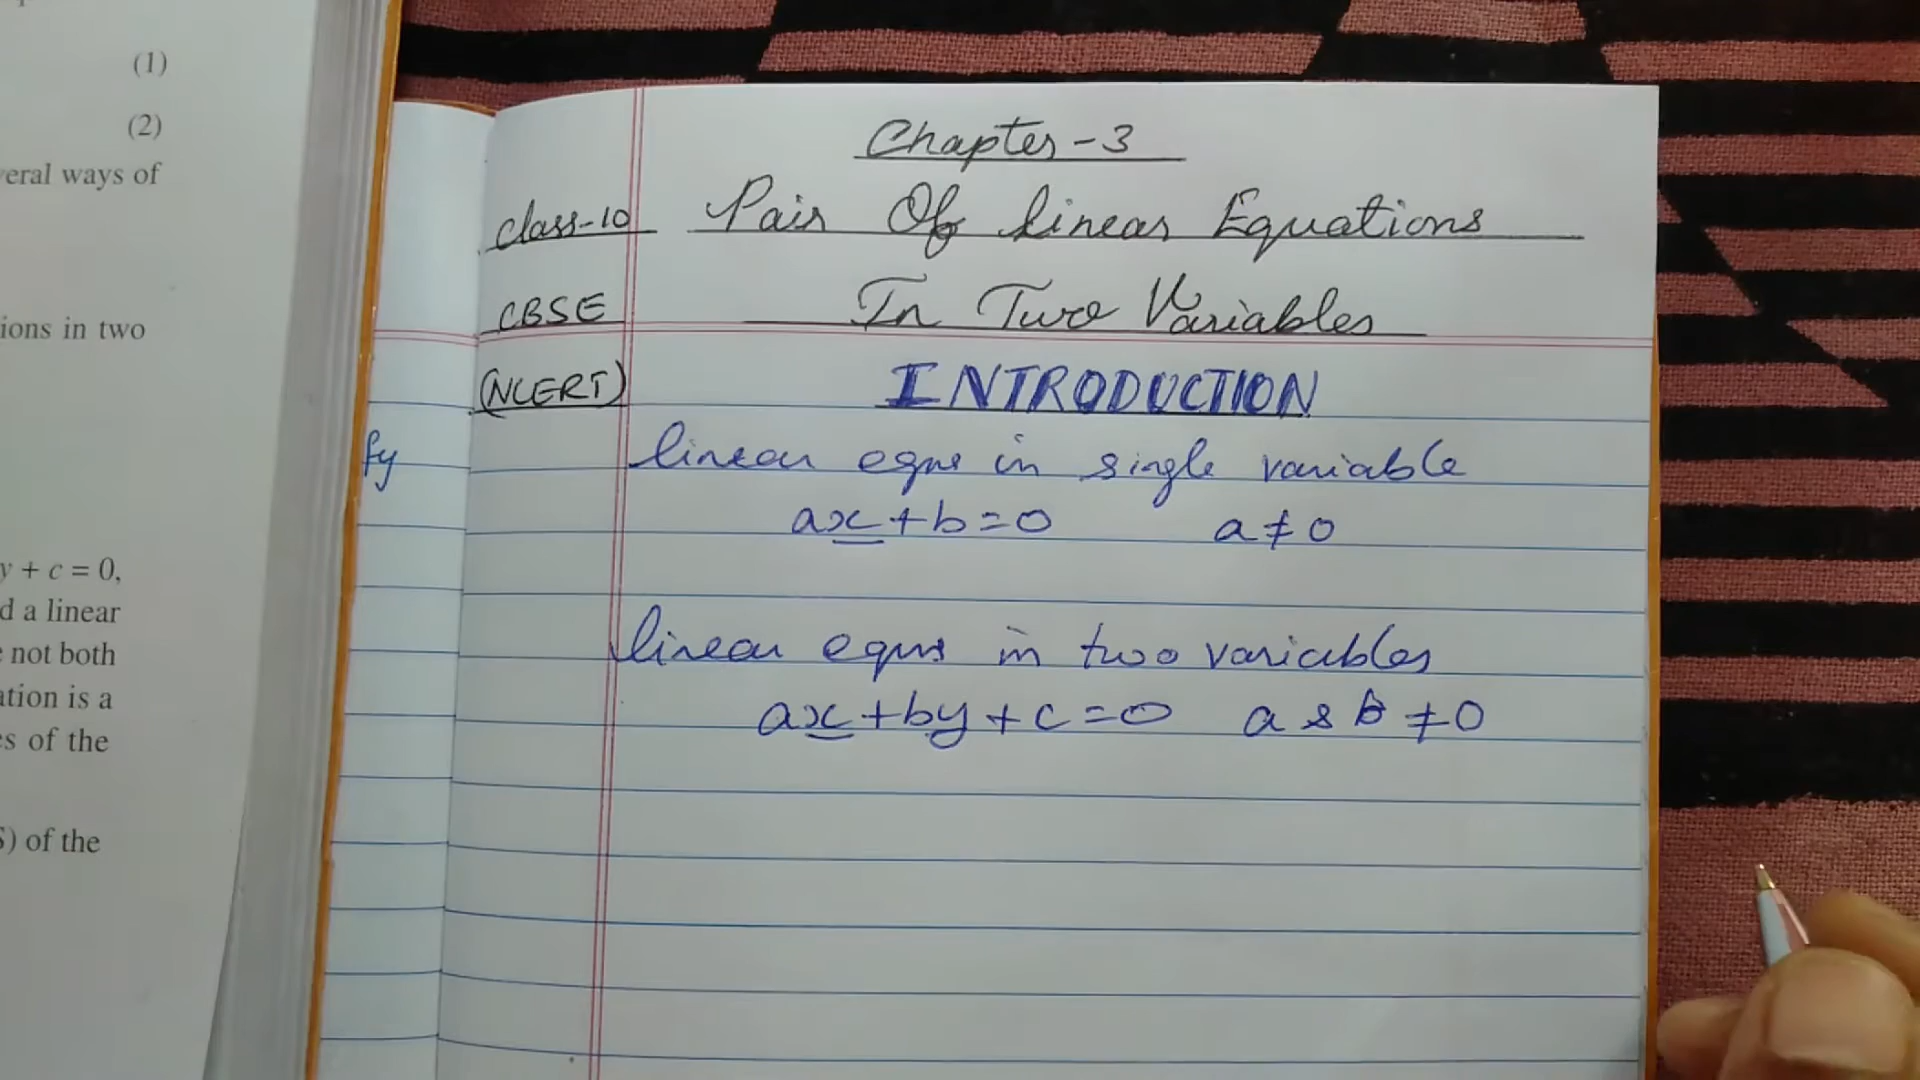 (1)
(2)
eral ways of
ions in two
y + c = 0,
d a linear
not both
ation is a
s of the
) of the
fy
Chapter-3
class-10 Pair Of linear Equations
CBSE In Two Variables
(NCERT) INTRODUCTION
linear eqns in single variable
ax+b=0 a≠0
linear eqns in two variables
ax+by+c=0 a & b ≠0